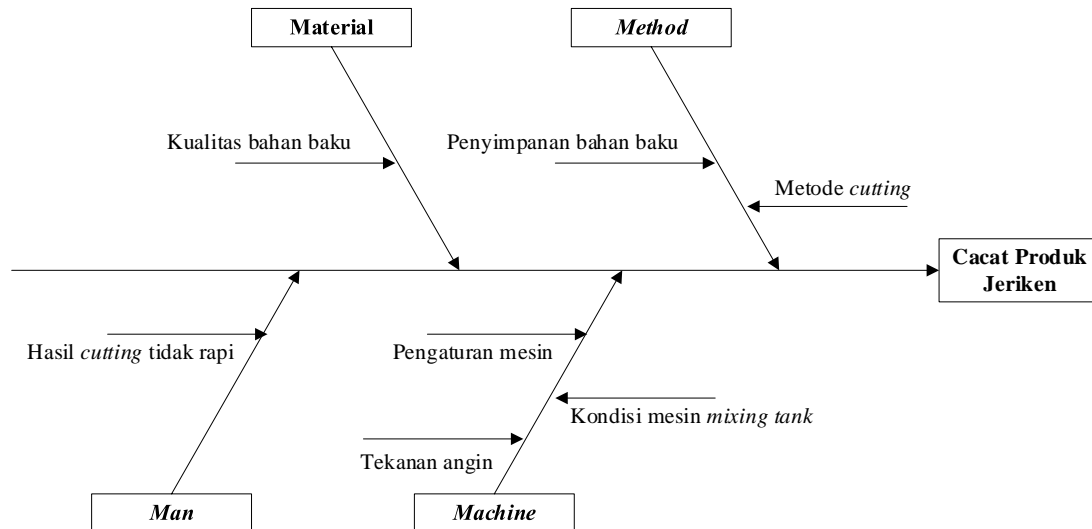 Material
Method
Kualitas bahan baku
Penyimpanan bahan baku
Metode cutting
Cacat Produk
Jeriken
Hasil cutting tidak rapi
Pengaturan mesin
Kondisi mesin mixing tank
Tekanan angin
Man
Machine